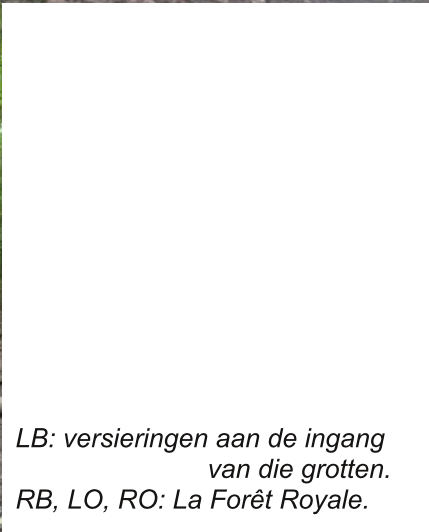 LB: versieringen aan de ingang
van die grotten.
RB, LO, RO: La Forêt Royale.